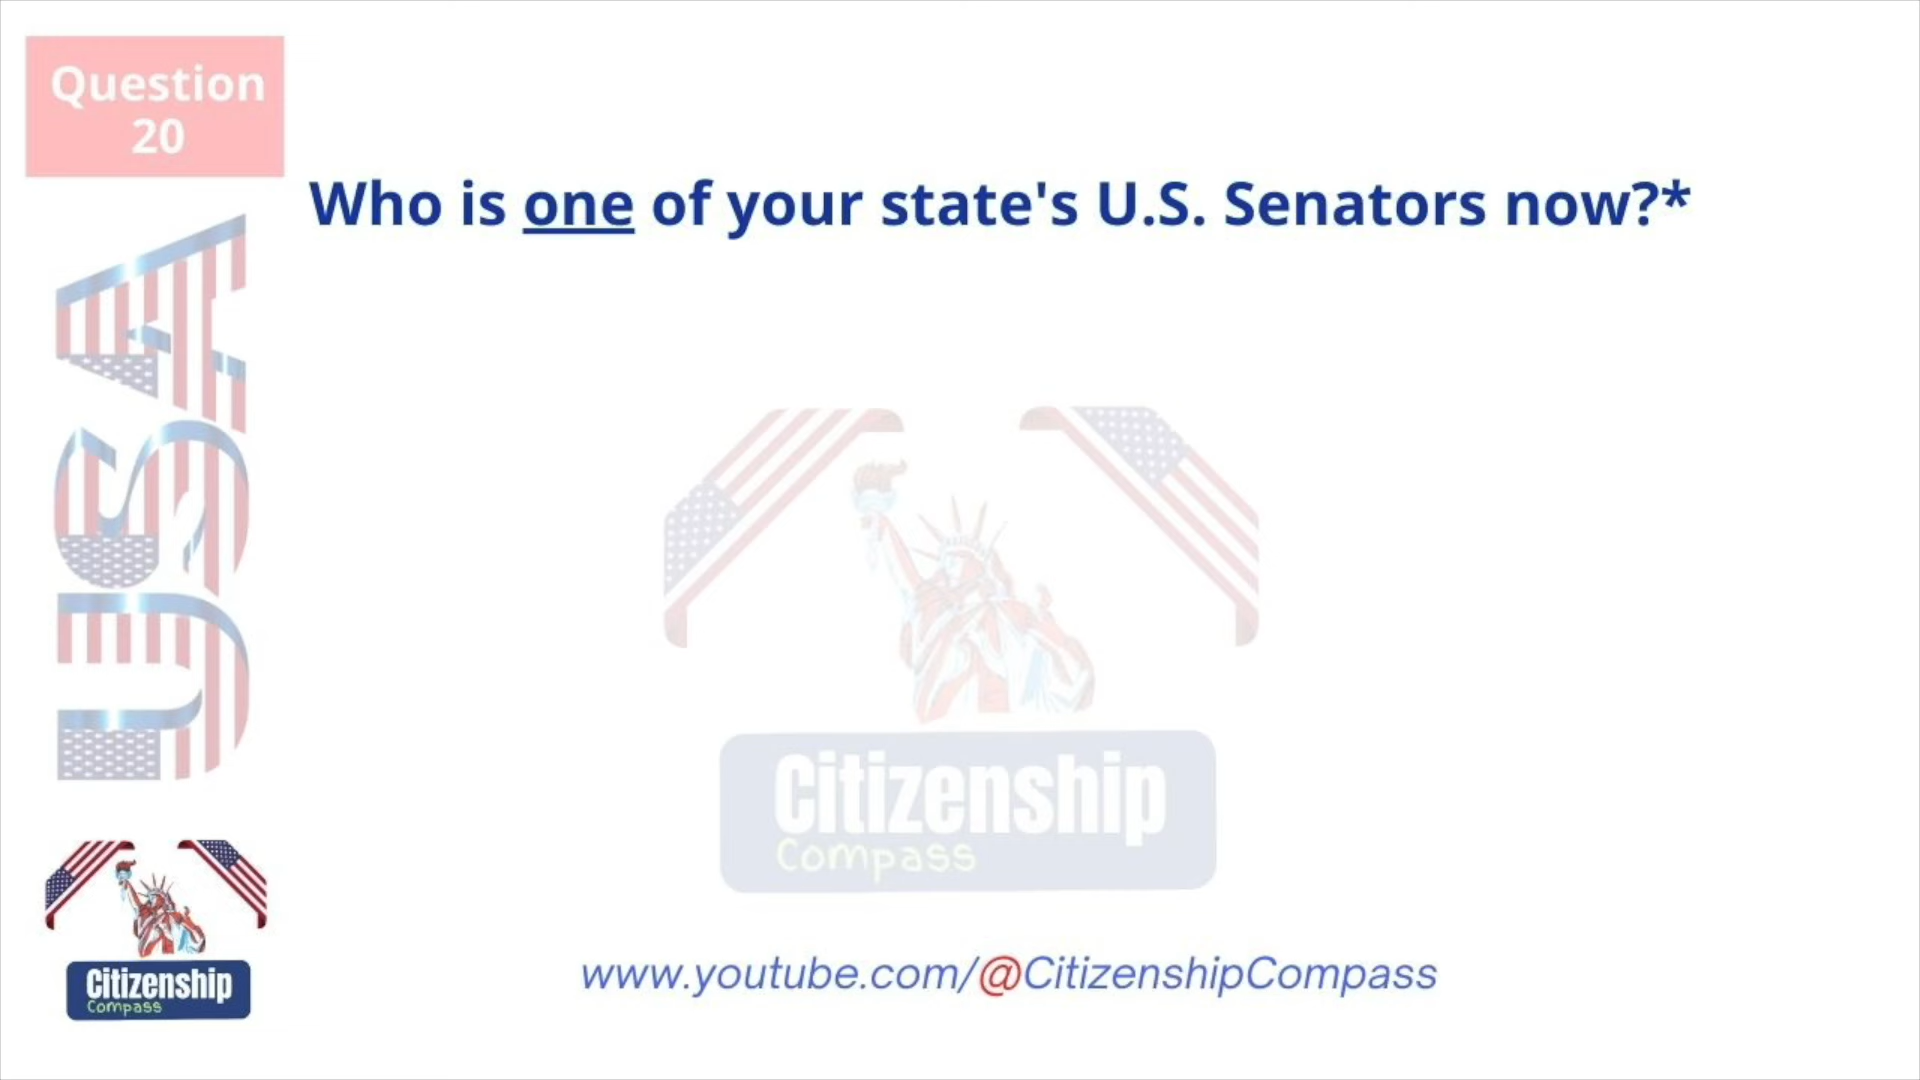 Question
20
Who is one of your state's U.S. Senators now?*
Citizenship
Compass
Citizenship
Compass
www.youtube.com/@CitizenshipCompass
USA